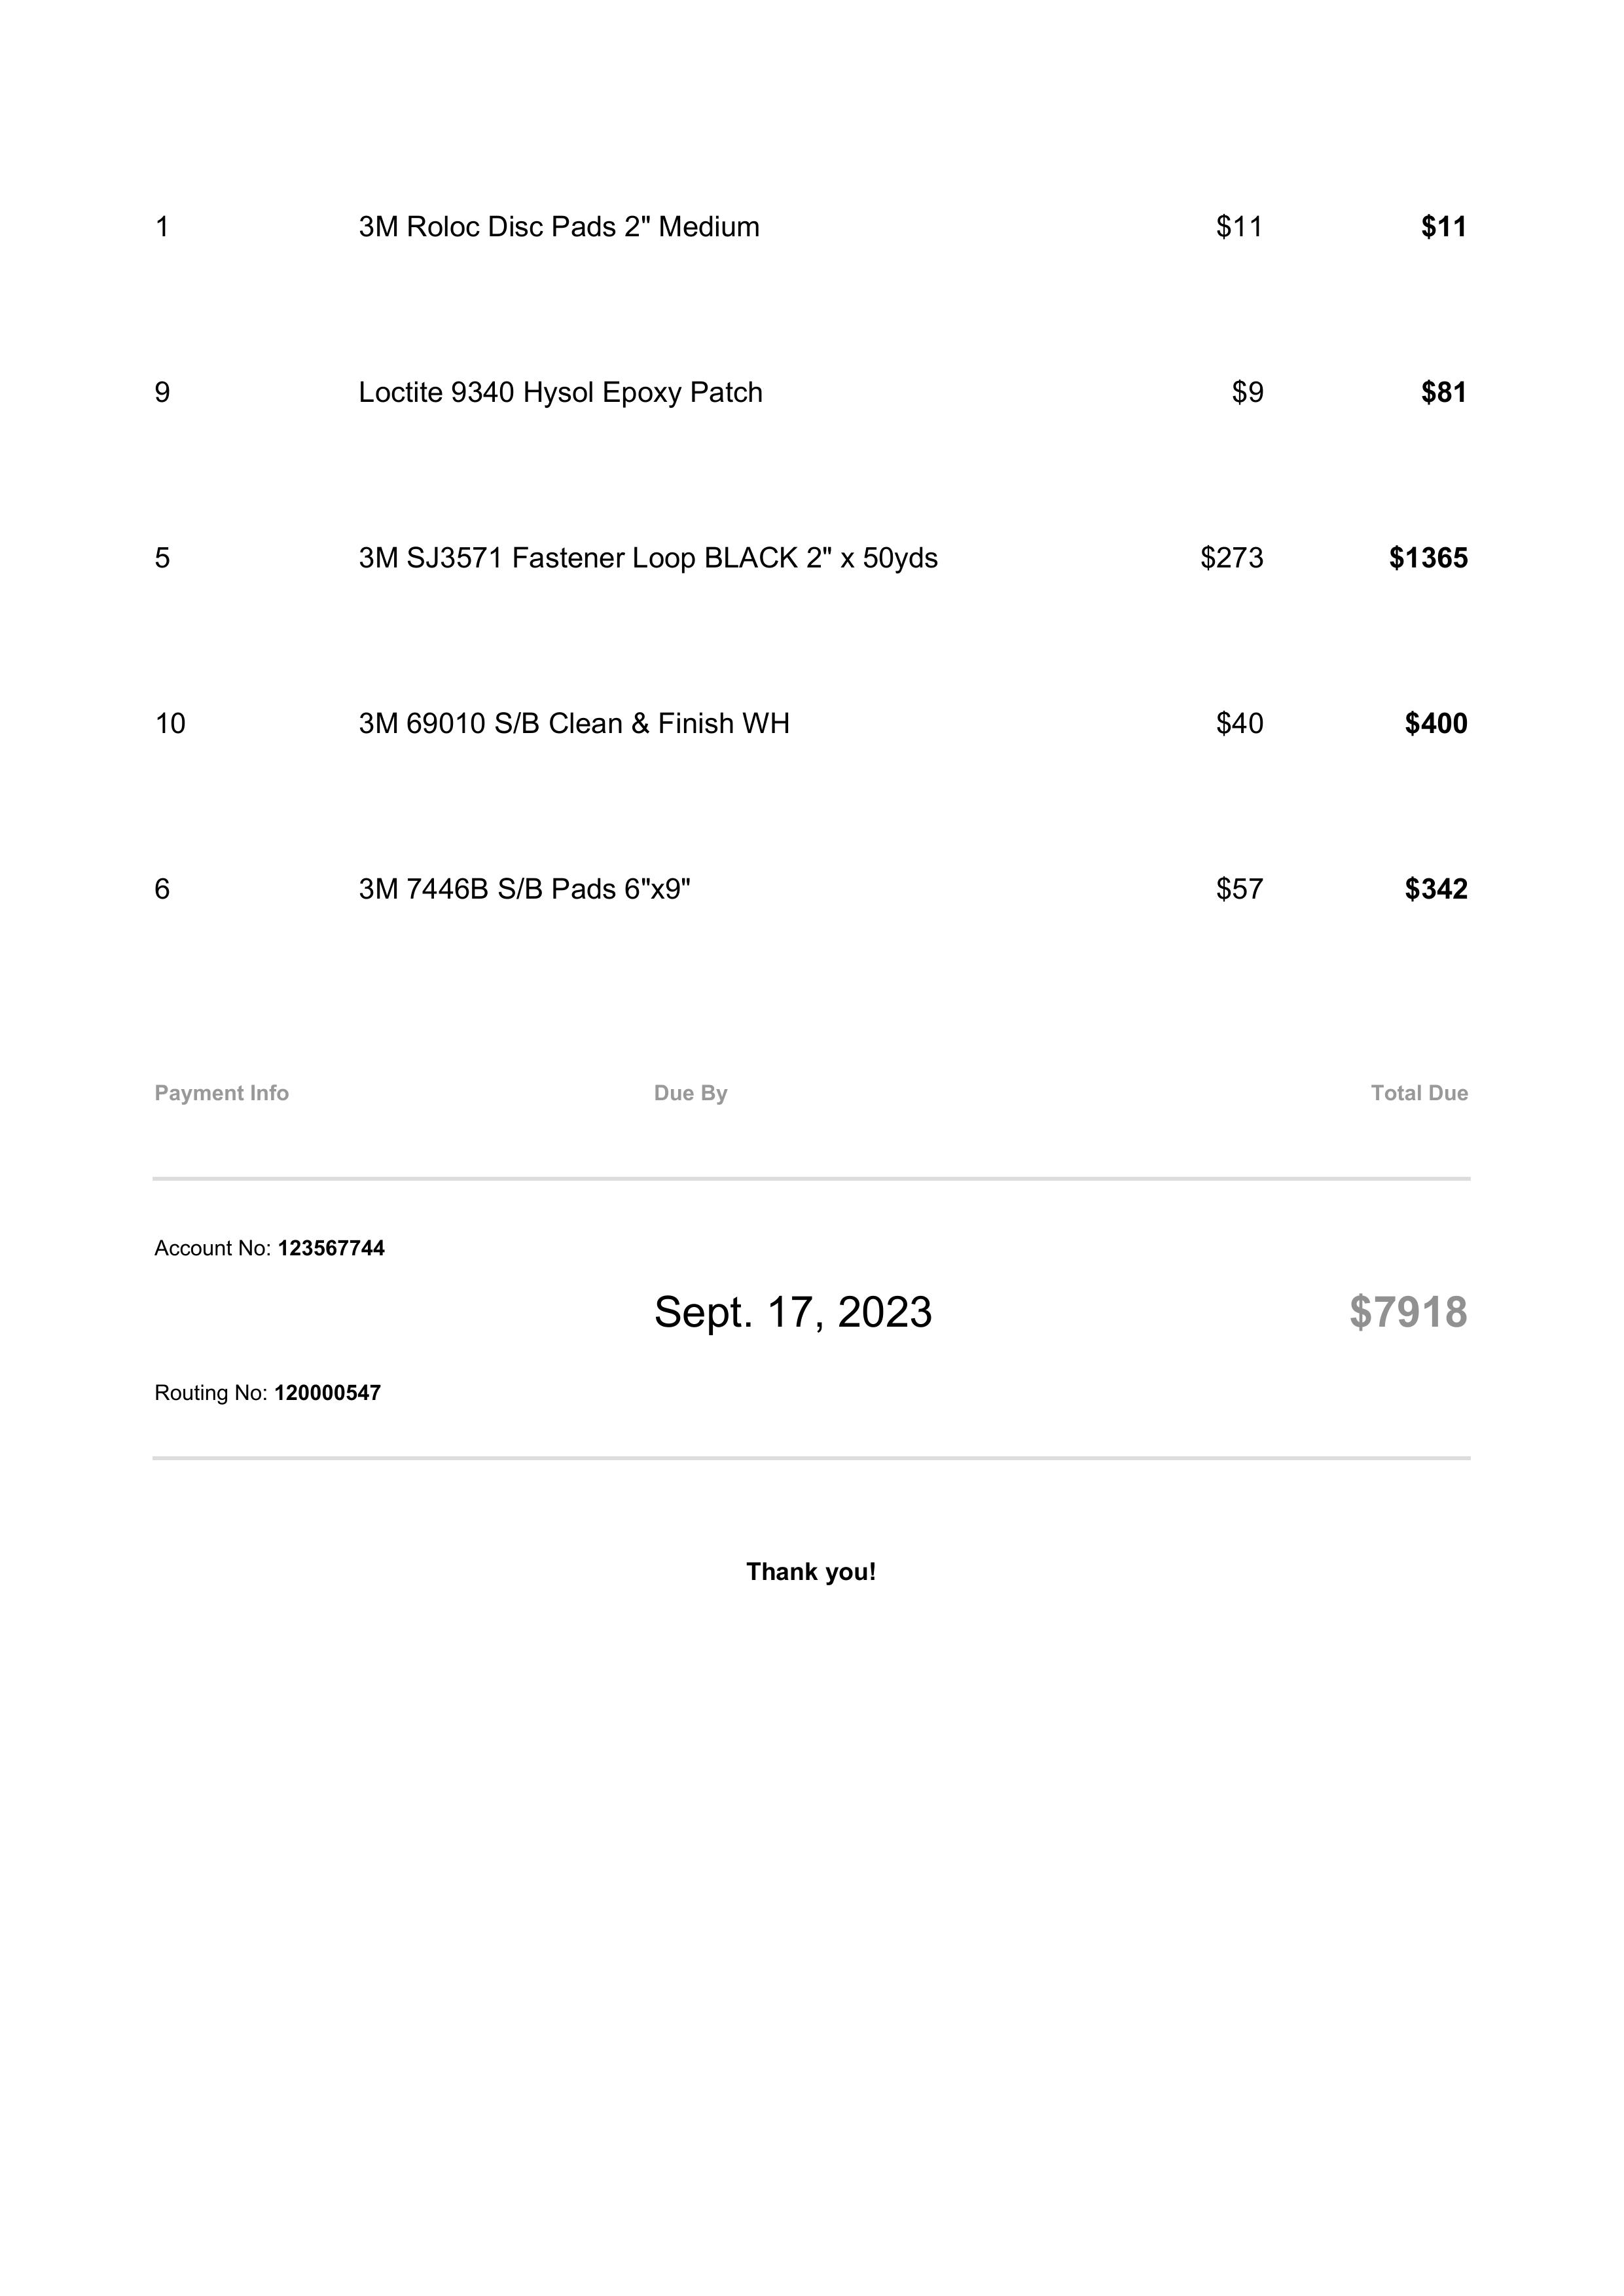 1 3M Roloc Disc Pads 2" Medium $11 $11
9 Loctite 9340 Hysol Epoxy Patch $9 $81
5 3M SJ3571 Fastener Loop BLACK 2" x 50yds $273 $1365
10 3M 69010 S/B Clean & Finish WH $40 $400
6 3M 7446B S/B Pads 6"x9" $57 $342
Payment Info Due By Total Due
Account No: 123567744
Sept. 17, 2023 $7918
Routing No: 120000547
Thank you!